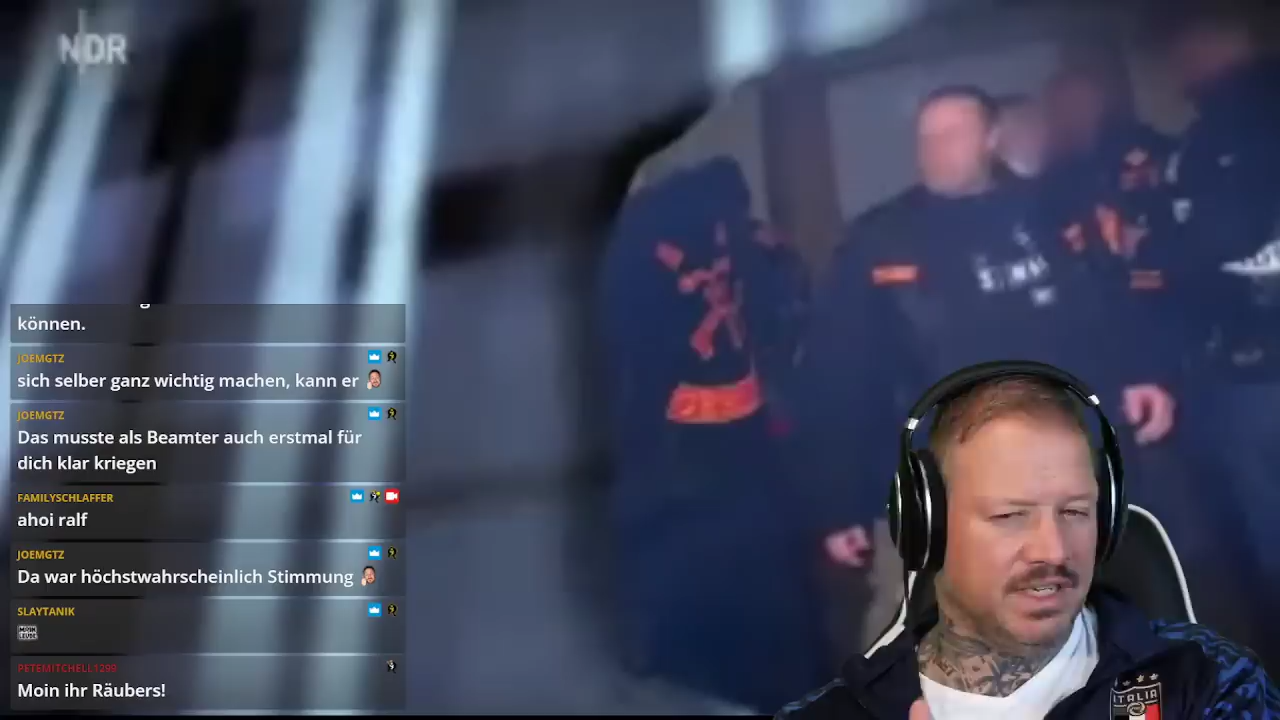 NDR
können.
JOEMGTZ
sich selber ganz wichtig machen, kann er
JOEMGTZ
Das musste als Beamter auch erstmal für
dich klar kriegen
FAMILYSCHLAFFER
ahoi ralf
JOEMGTZ
Da war höchstwahrscheinlich Stimmung
SLAYTANIK
PETEMITCHELL1299
Moin ihr Räubers!
ITALIA